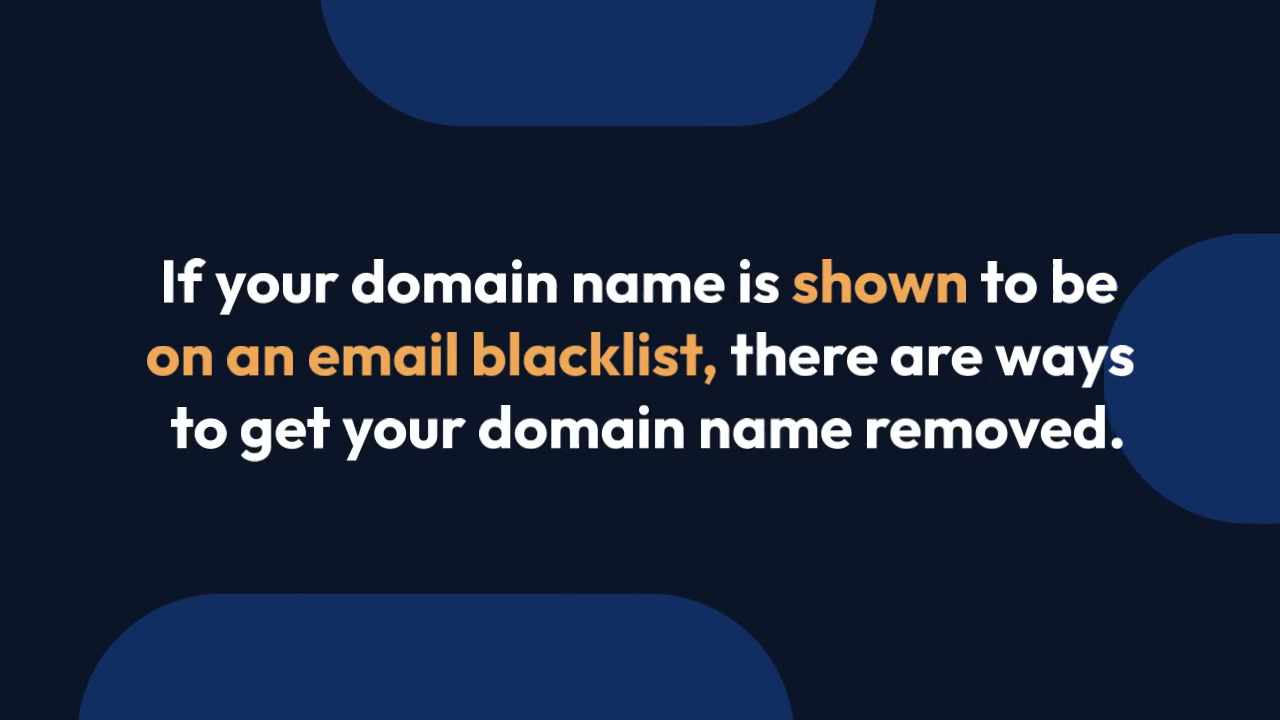 If your domain name is shown to be
on an email blacklist, there are ways
to get your domain name removed.